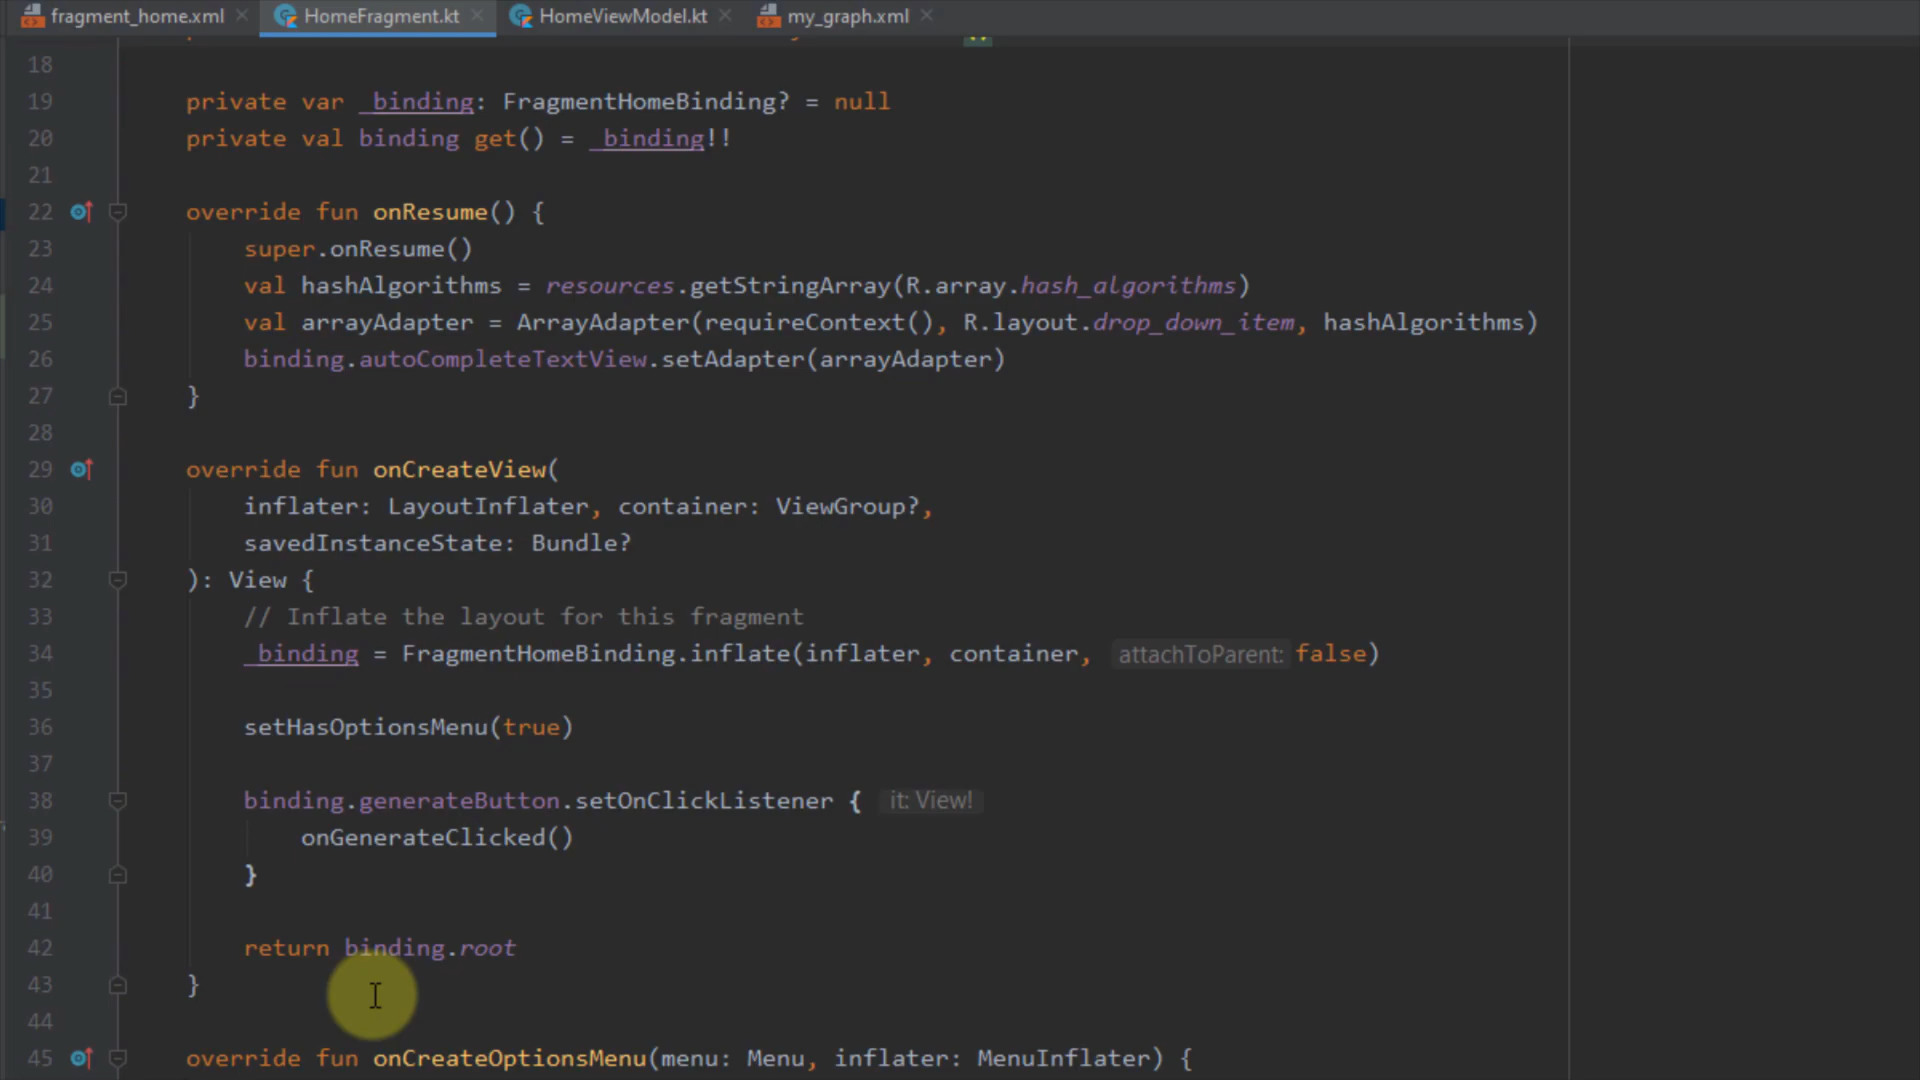 fragment_home.xml HomeFragment.kt HomeViewModel.kt my_graph.xml
18
19 private var _binding: FragmentHomeBinding? = null
20 private val binding get() = _binding!!
21
22 override fun onResume() {
23 super.onResume()
24 val hashAlgorithms = resources.getStringArray(R.array.hash_algorithms)
25 val arrayAdapter = ArrayAdapter(requireContext(), R.layout.drop_down_item, hashAlgorithms)
26 binding.autoCompleteTextView.setAdapter(arrayAdapter)
27 }
28
29 override fun onCreateView(
30 inflater: LayoutInflater, container: ViewGroup?,
31 savedInstanceState: Bundle?
32 ): View {
33 // Inflate the layout for this fragment
34 _binding = FragmentHomeBinding.inflate(inflater, container, attachToParent: false)
35
36 setHasOptionsMenu(true)
37
38 binding.generateButton.setOnClickListener { it: View!
39 onGenerateClicked()
40 }
41
42 return binding.root
43 }
44
45 override fun onCreateOptionsMenu(menu: Menu, inflater: MenuInflater) {